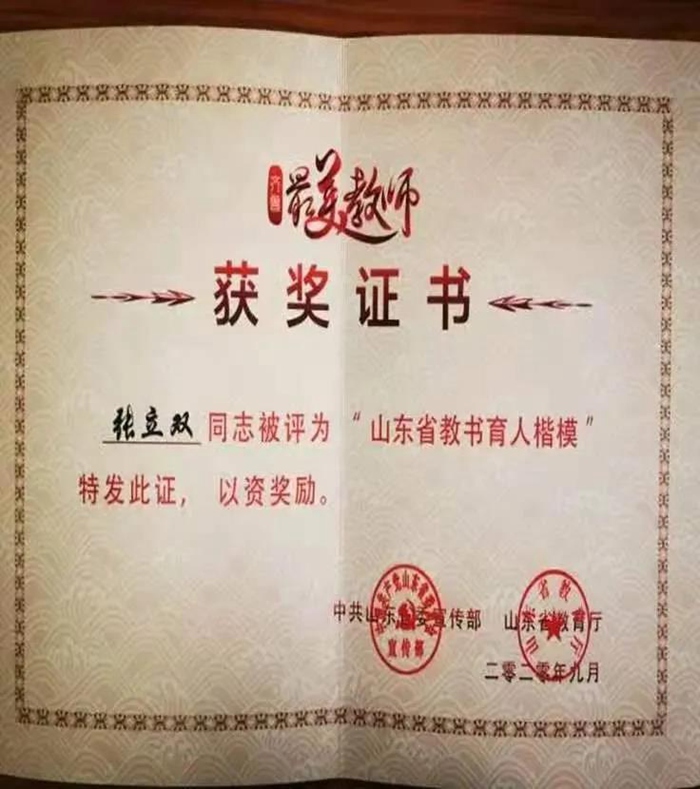 齐鲁
最美教师
获奖证书
张立双同志被评为“山东省教书育人楷模”
特发此证，以资奖励。
中共山东省委宣传部 山东省教育厅
二零二零年九月
宣传部